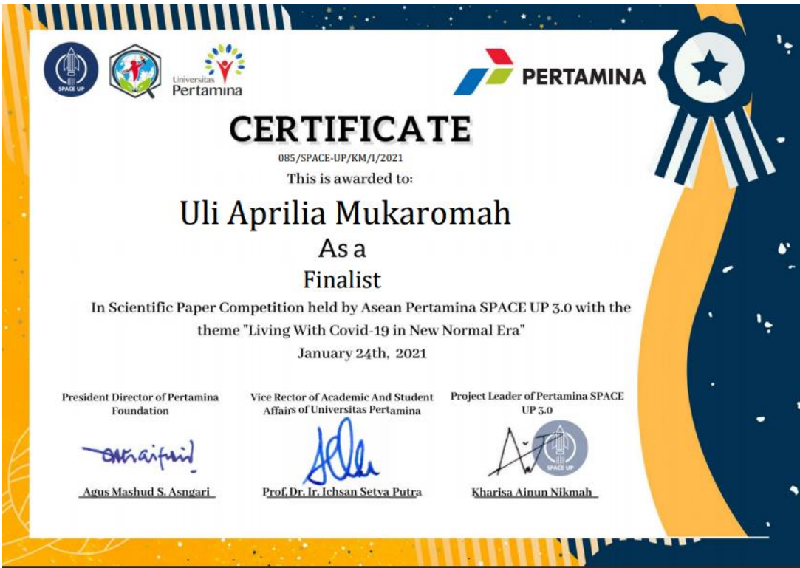 SPACE UP
Universitas
Pertamina
PERTAMINA
CERTIFICATE
085/SPACE-UP/KM/I/2021
This is awarded to:
Uli Aprilia Mukaromah
As a
Finalist
In Scientific Paper Competition held by Asean Pertamina SPACE UP 3.0 with the
theme "Living With Covid-19 in New Normal Era"
January 24th, 2021
President Director of Pertamina
Foundation
Agus Mashud S. Asngari
Vice Rector of Academic And Student
Affairs of Universitas Pertamina
Prof. Dr. Ir. Ichsan Setya Putra
Project Leader of Pertamina SPACE
UP 3.0
SPACE UP
Kharisa Ainun Nikmah